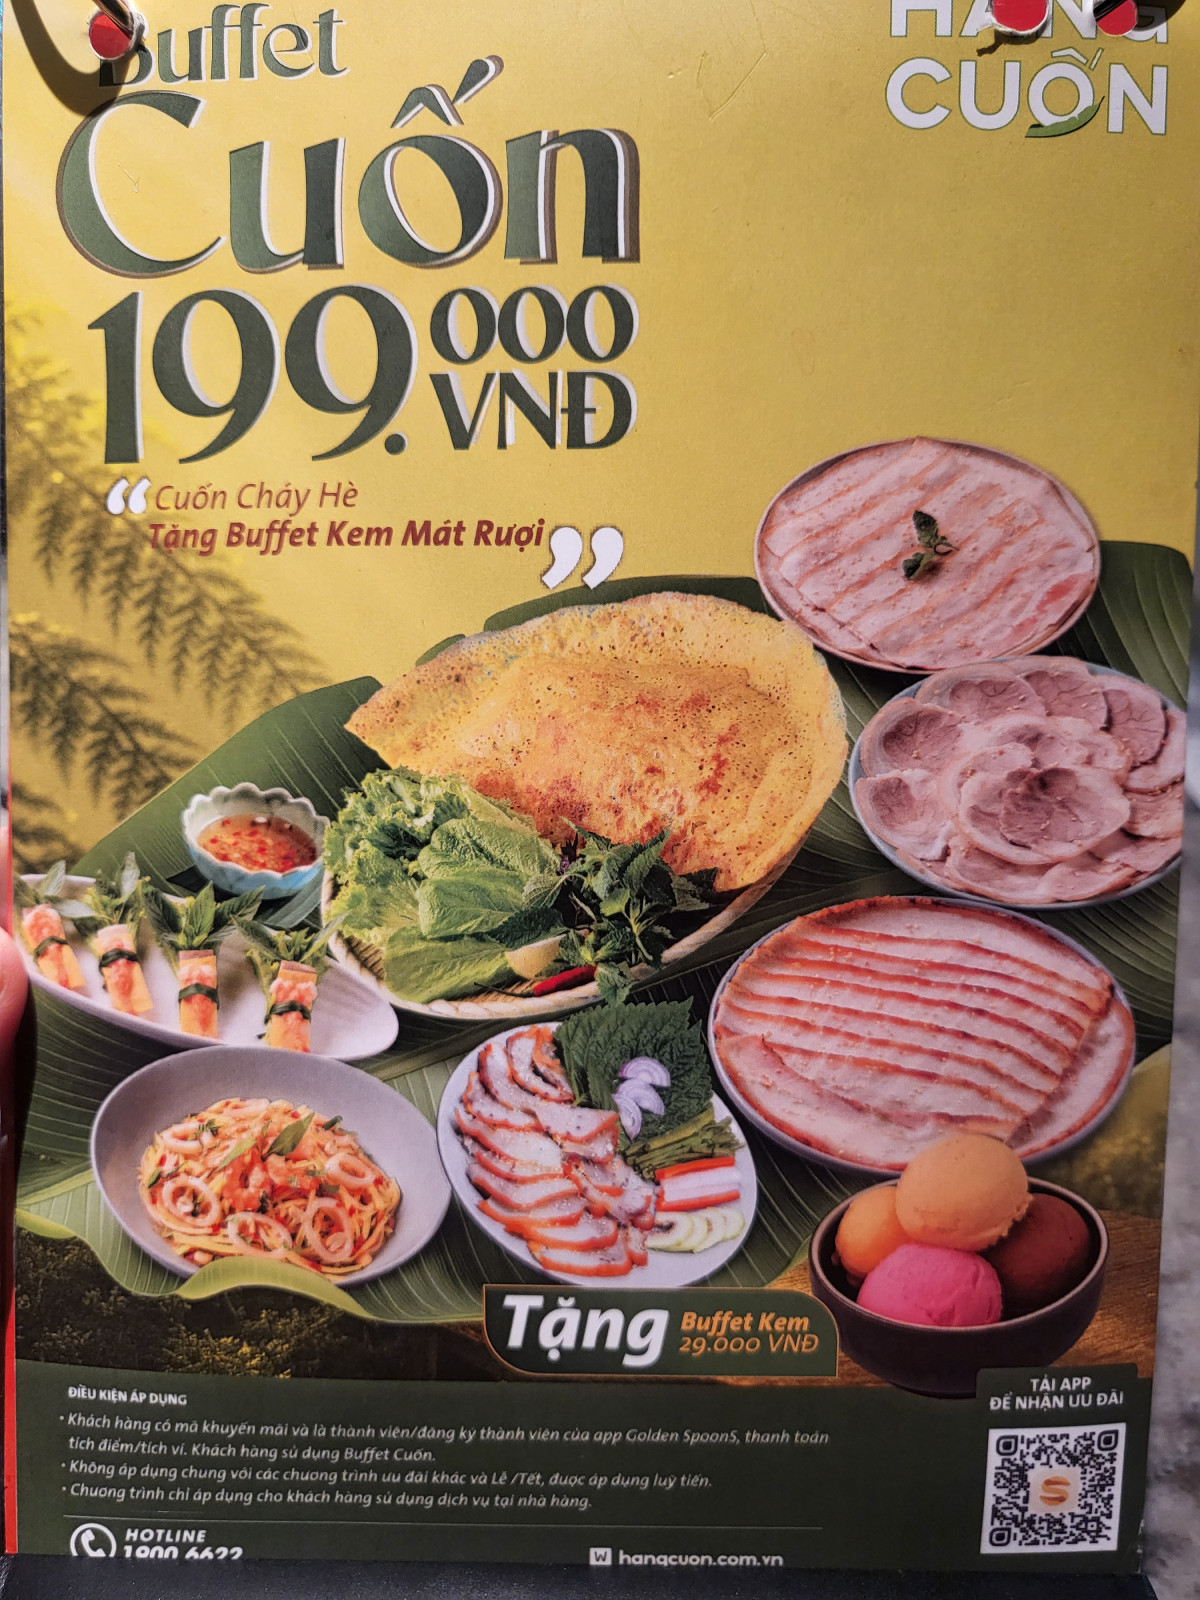 Buffet
Cuốn
199.000
VNĐ
HANG
CUỐN
“Cuốn Cháy Hè
Tặng Buffet Kem Mát Rượi”
Tặng
Buffet Kem
29.000 VNĐ
ĐIỀU KIỆN ÁP DỤNG
• Khách hàng có mã khuyến mãi và là thành viên/đăng ký thành viên của app Golden SpoonS, thanh toán
tích điểm/tích ví. Khách hàng sử dụng Buffet Cuốn.
• Không áp dụng chung với các chương trình ưu đãi khác và Lễ /Tết, được áp dụng luỹ tiến.
• Chương trình chỉ áp dụng cho khách hàng sử dụng dịch vụ tại nhà hàng.
TẢI APP
ĐỂ NHẬN ƯU ĐÃI
HOTLINE
1900 6622
hangcuon.com.vn